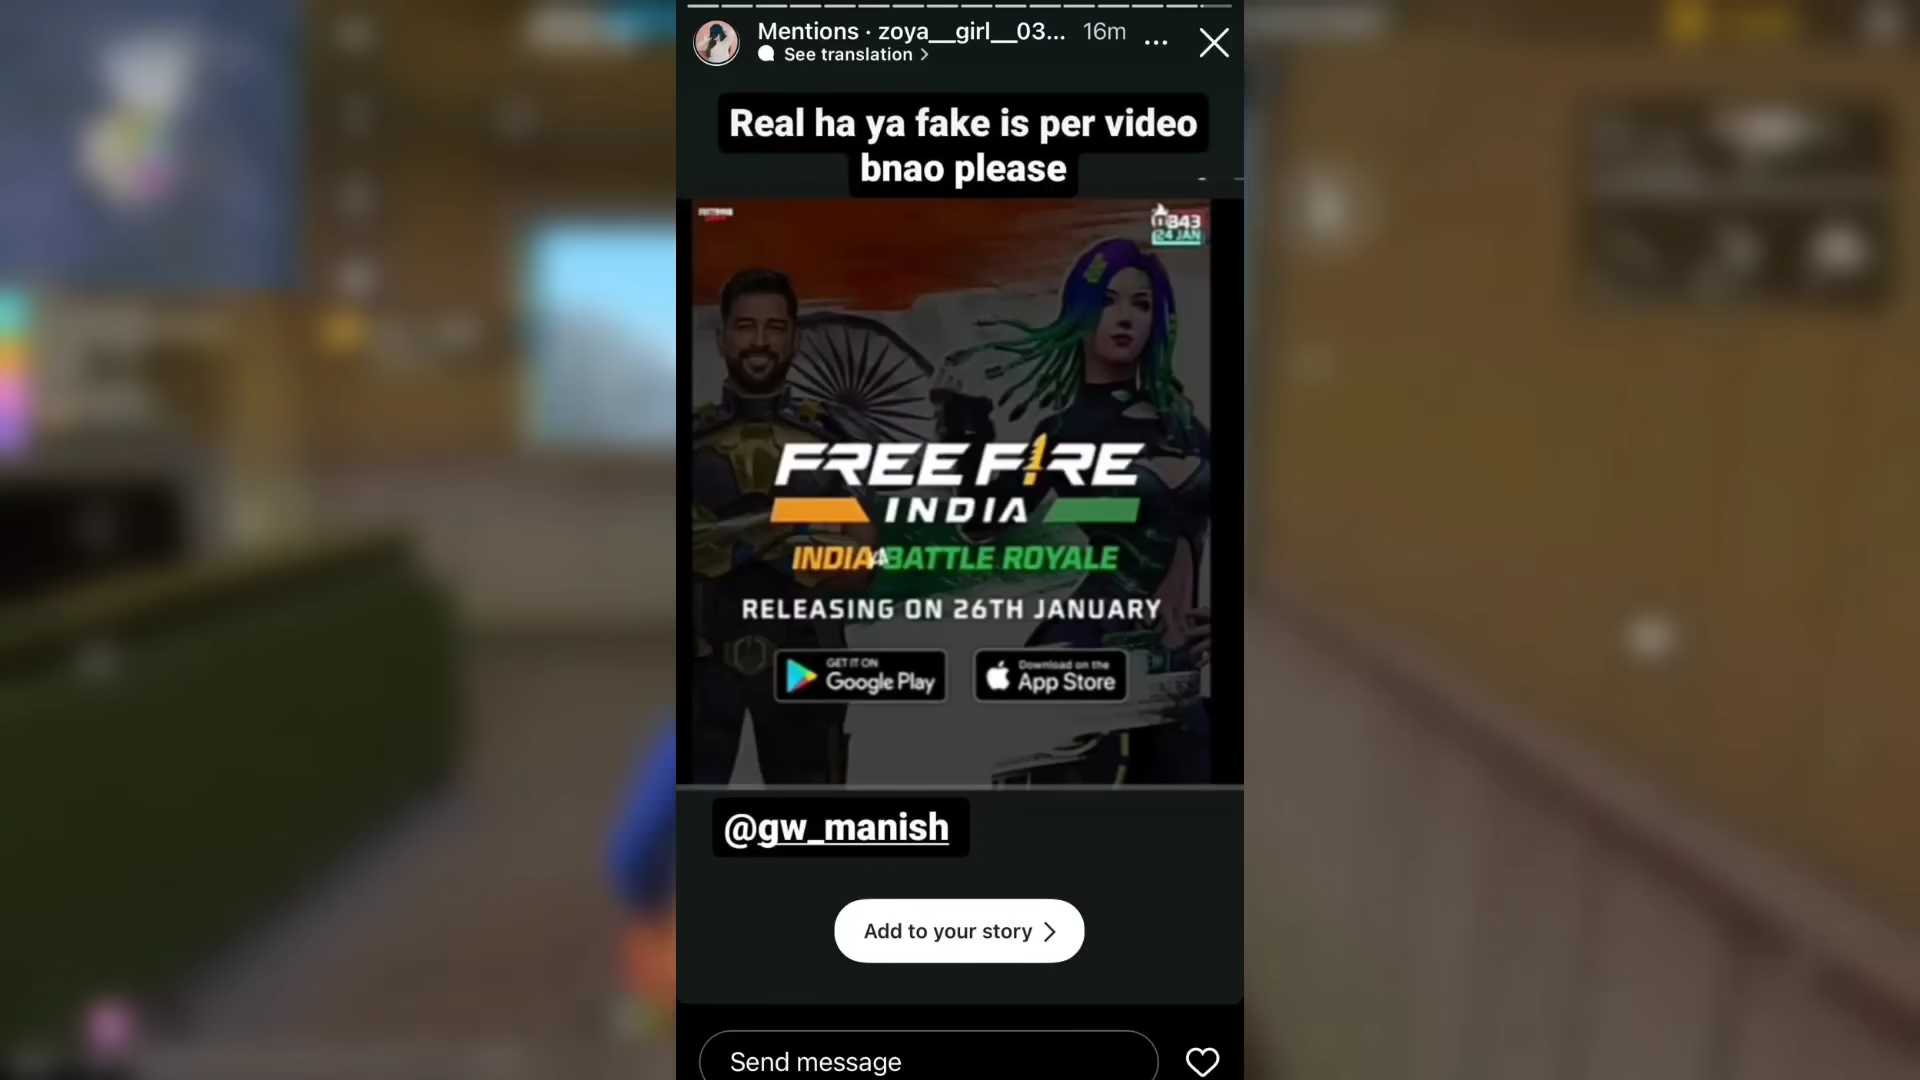 Mentions · zoya__girl__03... 16m
See translation
Real ha ya fake is per video
bnao please
OB43
24 JAN
FREE FIRE
INDIA
INDIA BATTLE ROYALE
RELEASING ON 26TH JANUARY
GET IT ON
Google Play
Download on the
App Store
@gw_manish
Add to your story
Send message